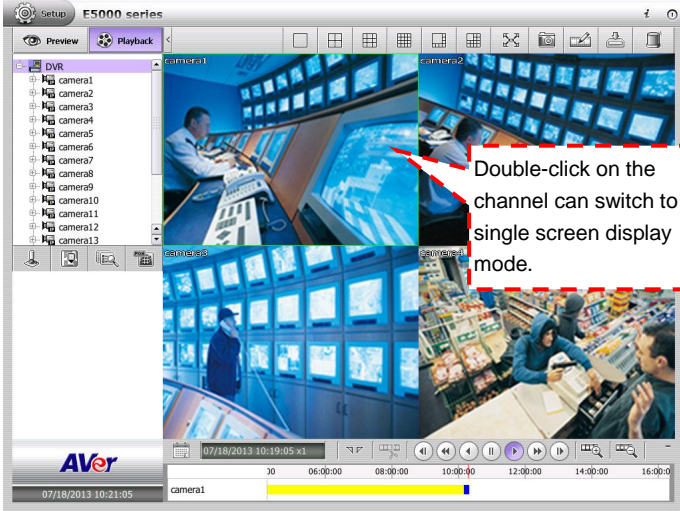 Setup
E5000 series
i
Preview
Playback
<
DVR
camera1
camera2
camera3
camera4
camera5
camera6
camera7
camera8
camera9
camera10
camera11
camera12
camera13
camera1
camera2
Double-click on the
channel can switch to
single screen display
mode.
camera3
camera4
POS
AVer
07/18/2013 10:21:05
07/18/2013 10:19:05 x1
00 06:00:00 08:00:00 10:00:00 12:00:00 14:00:00 16:00:0
camera1